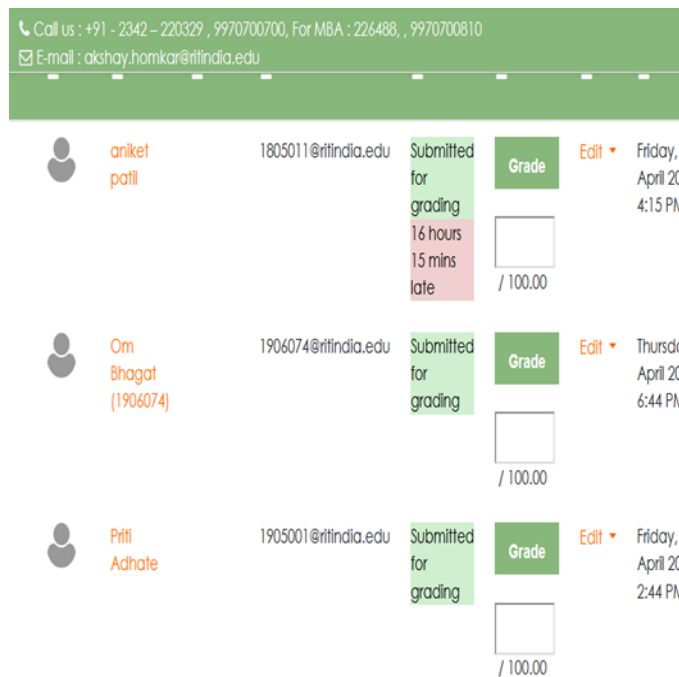 Call us : +91 - 2342 – 220329 , 9970700700, For MBA : 226488, , 9970700810
E-mail : akshay.homkar@ritindia.edu
aniket
patil
1805011@ritindia.edu
Submitted
for
grading
16 hours
15 mins
late
Grade
/ 100.00
Edit
Friday,
April 20
4:15 PM
Om
Bhagat
(1906074)
1906074@ritindia.edu
Submitted
for
grading
Grade
/ 100.00
Edit
Thursda
April 20
6:44 PM
Priti
Adhate
1905001@ritindia.edu
Submitted
for
grading
Grade
/ 100.00
Edit
Friday,
April 20
2:44 PM